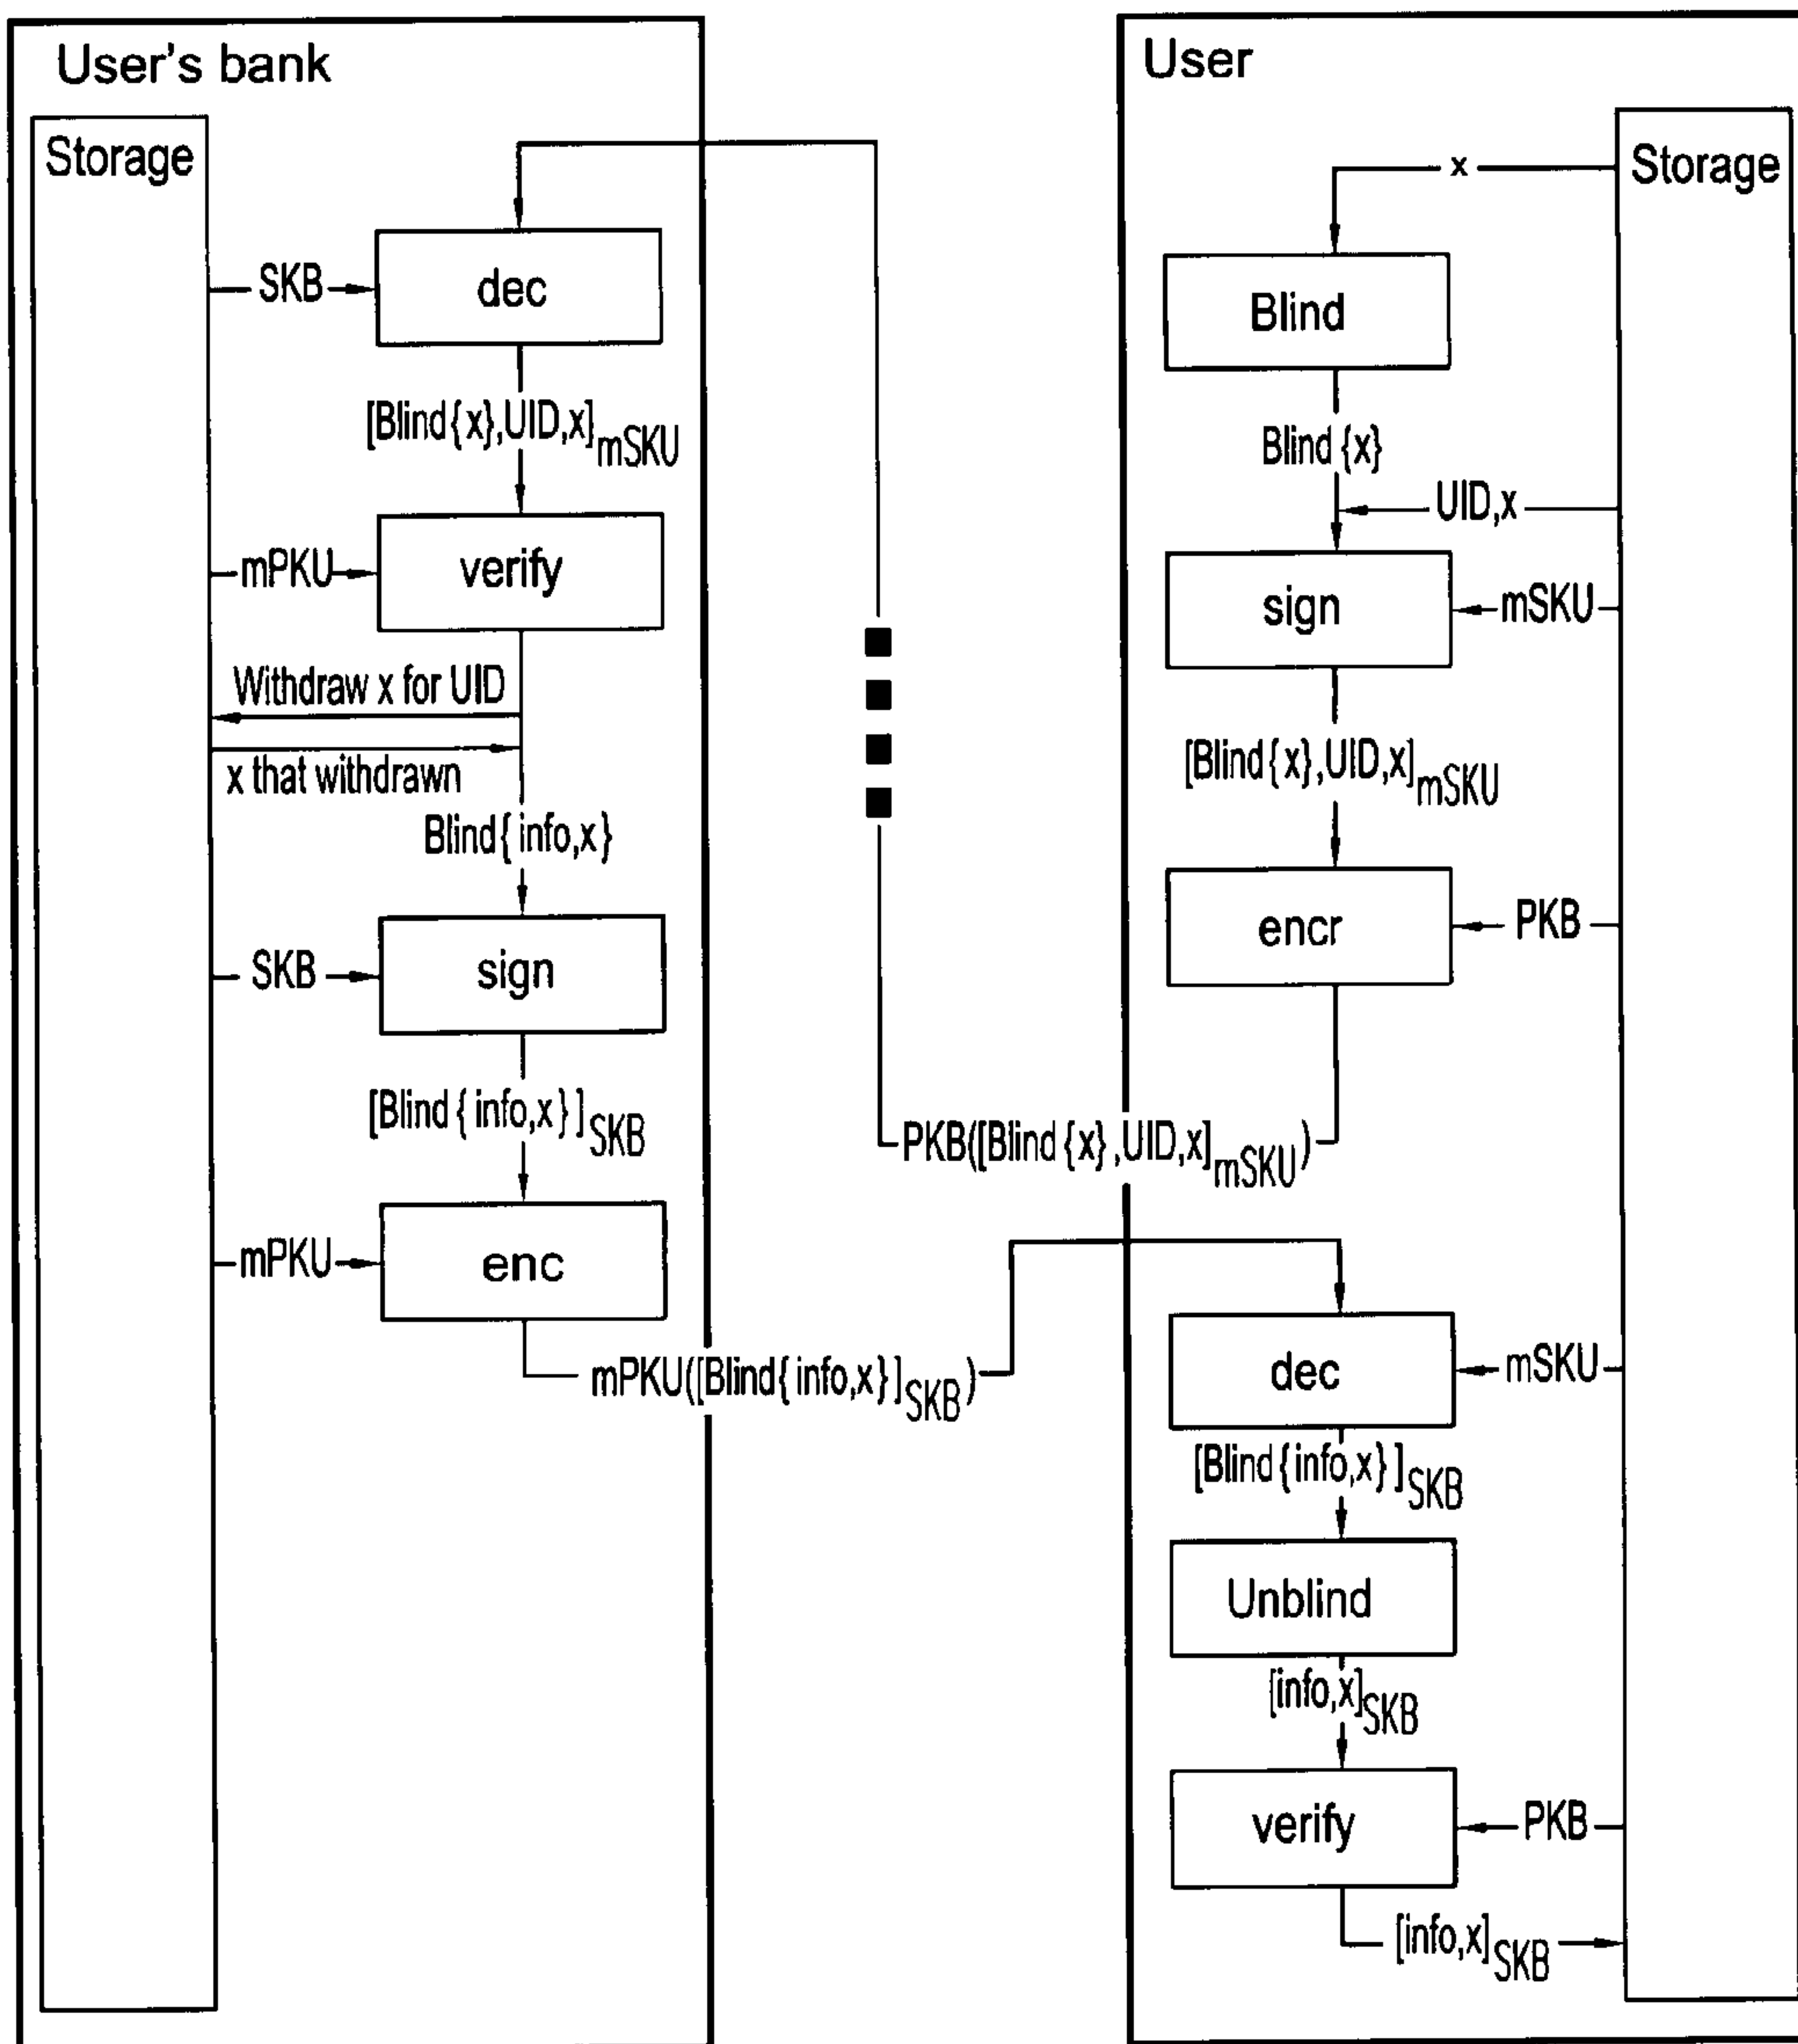 User's bank
Storage
SKB
dec
[Blind{x},UID,x]mSKU
mPKU
verify
Withdraw x for UID
x that withdrawn
Blind{info,x}
SKB
sign
[Blind{info,x}]SKB
mPKU
enc
mPKU([Blind{info,x}]SKB)
User
Storage
x
Blind
Blind{x}
UID,x
sign
mSKU
[Blind{x},UID,x]mSKU
encr
PKB
PKB([Blind{x},UID,x]mSKU)
dec
mSKU
[Blind{info,x}]SKB
Unblind
[info,x]SKB
verify
PKB
[info,x]SKB